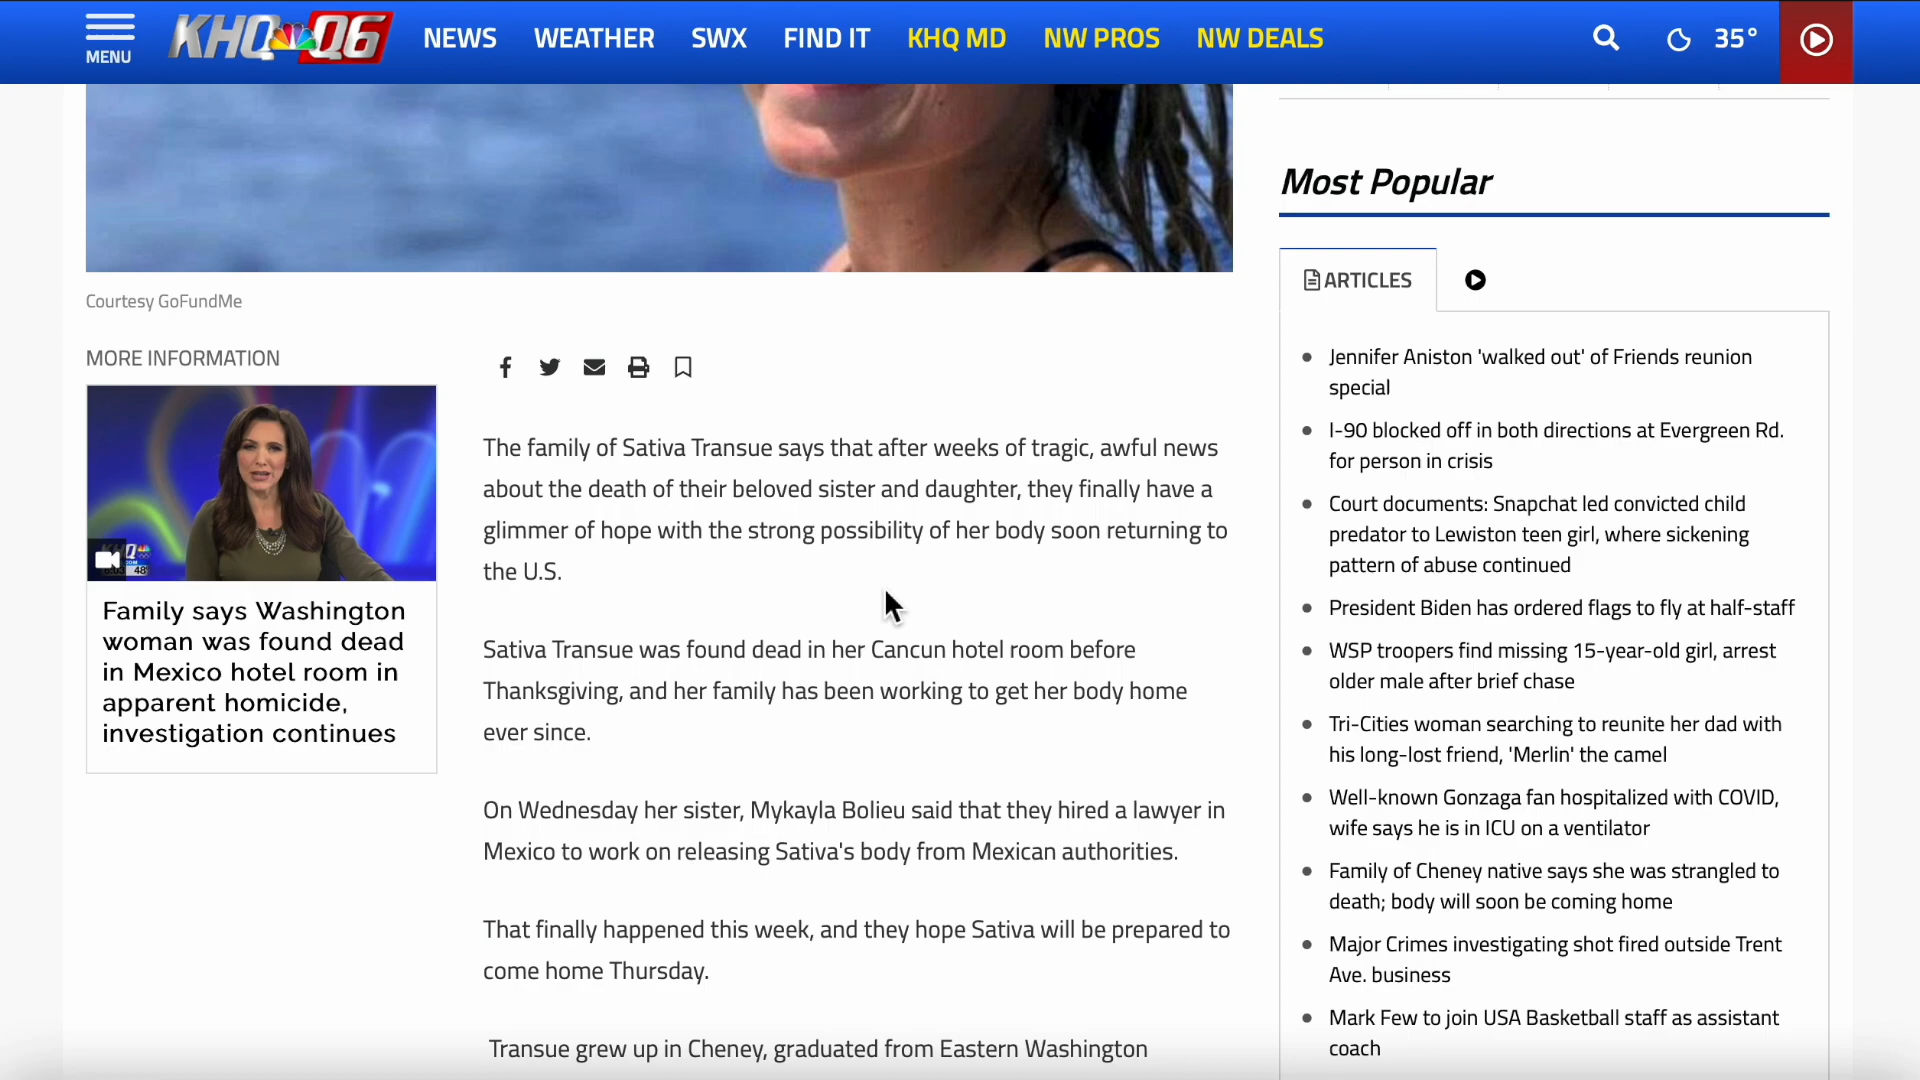 MENU
KHQ Q6
NEWS WEATHER SWX FIND IT KHQ MD NW PROS NW DEALS 35°
Courtesy GoFundMe
MORE INFORMATION
Family says Washington
woman was found dead
in Mexico hotel room in
apparent homicide,
investigation continues
The family of Sativa Transue says that after weeks of tragic, awful news
about the death of their beloved sister and daughter, they finally have a
glimmer of hope with the strong possibility of her body soon returning to
the U.S.
Sativa Transue was found dead in her Cancun hotel room before
Thanksgiving, and her family has been working to get her body home
ever since.
On Wednesday her sister, Mykayla Bolieu said that they hired a lawyer in
Mexico to work on releasing Sativa's body from Mexican authorities.
That finally happened this week, and they hope Sativa will be prepared to
come home Thursday.
Transue grew up in Cheney, graduated from Eastern Washington
Most Popular
ARTICLES
Jennifer Aniston 'walked out' of Friends reunion
special
I-90 blocked off in both directions at Evergreen Rd.
for person in crisis
Court documents: Snapchat led convicted child
predator to Lewiston teen girl, where sickening
pattern of abuse continued
President Biden has ordered flags to fly at half-staff
WSP troopers find missing 15-year-old girl, arrest
older male after brief chase
Tri-Cities woman searching to reunite her dad with
his long-lost friend, 'Merlin' the camel
Well-known Gonzaga fan hospitalized with COVID,
wife says he is in ICU on a ventilator
Family of Cheney native says she was strangled to
death; body will soon be coming home
Major Crimes investigating shot fired outside Trent
Ave. business
Mark Few to join USA Basketball staff as assistant
coach